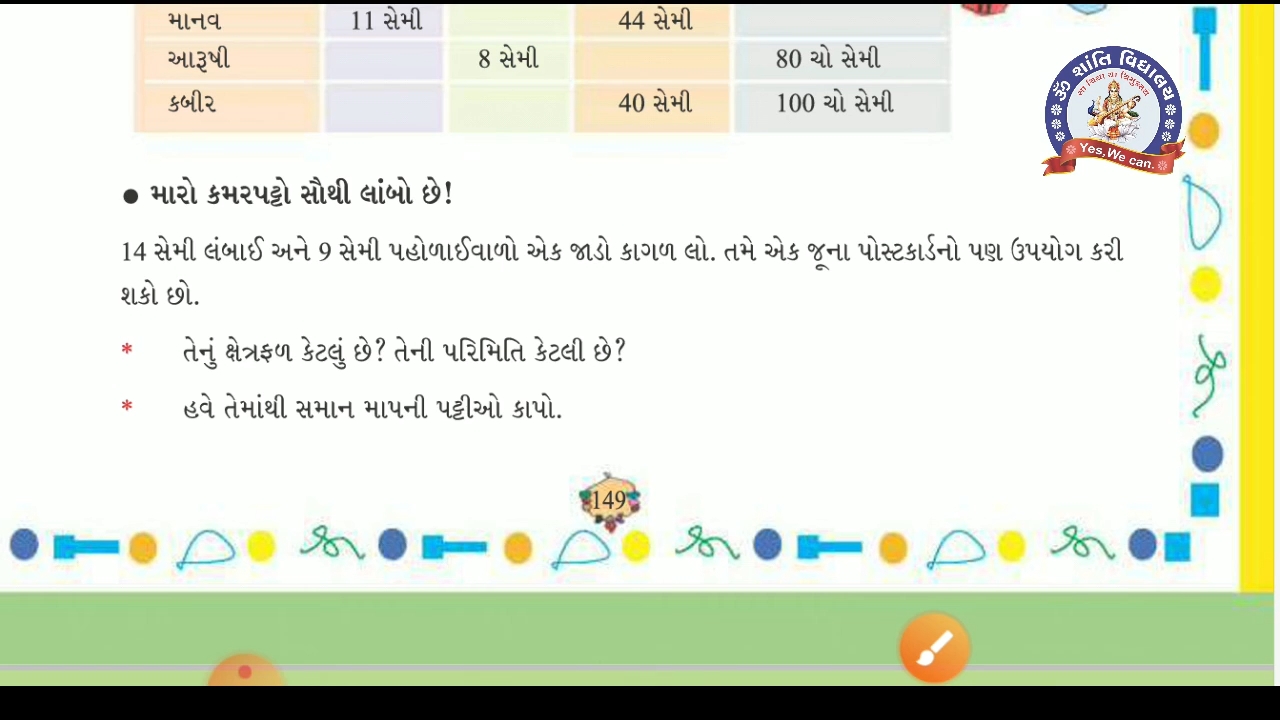 માનવ 11 સેમી 44 સેમી
આરૂષી 8 સેમી 80 ચો સેમી
કબીર 40 સેમી 100 ચો સેમી
ૐ શાંતિ વિદ્યાલય
Yes, We can.
● મારો કમરપટ્ટો સૌથી લાંબો છે!
14 સેમી લંબાઈ અને 9 સેમી પહોળાઈવાળો એક જાડો કાગળ લો. તમે એક જૂના પોસ્ટકાર્ડનો પણ ઉપયોગ કરી
શકો છો.
* તેનું ક્ષેત્રફળ કેટલું છે? તેની પરિમિતિ કેટલી છે?
* હવે તેમાંથી સમાન માપની પટ્ટીઓ કાપો.
149